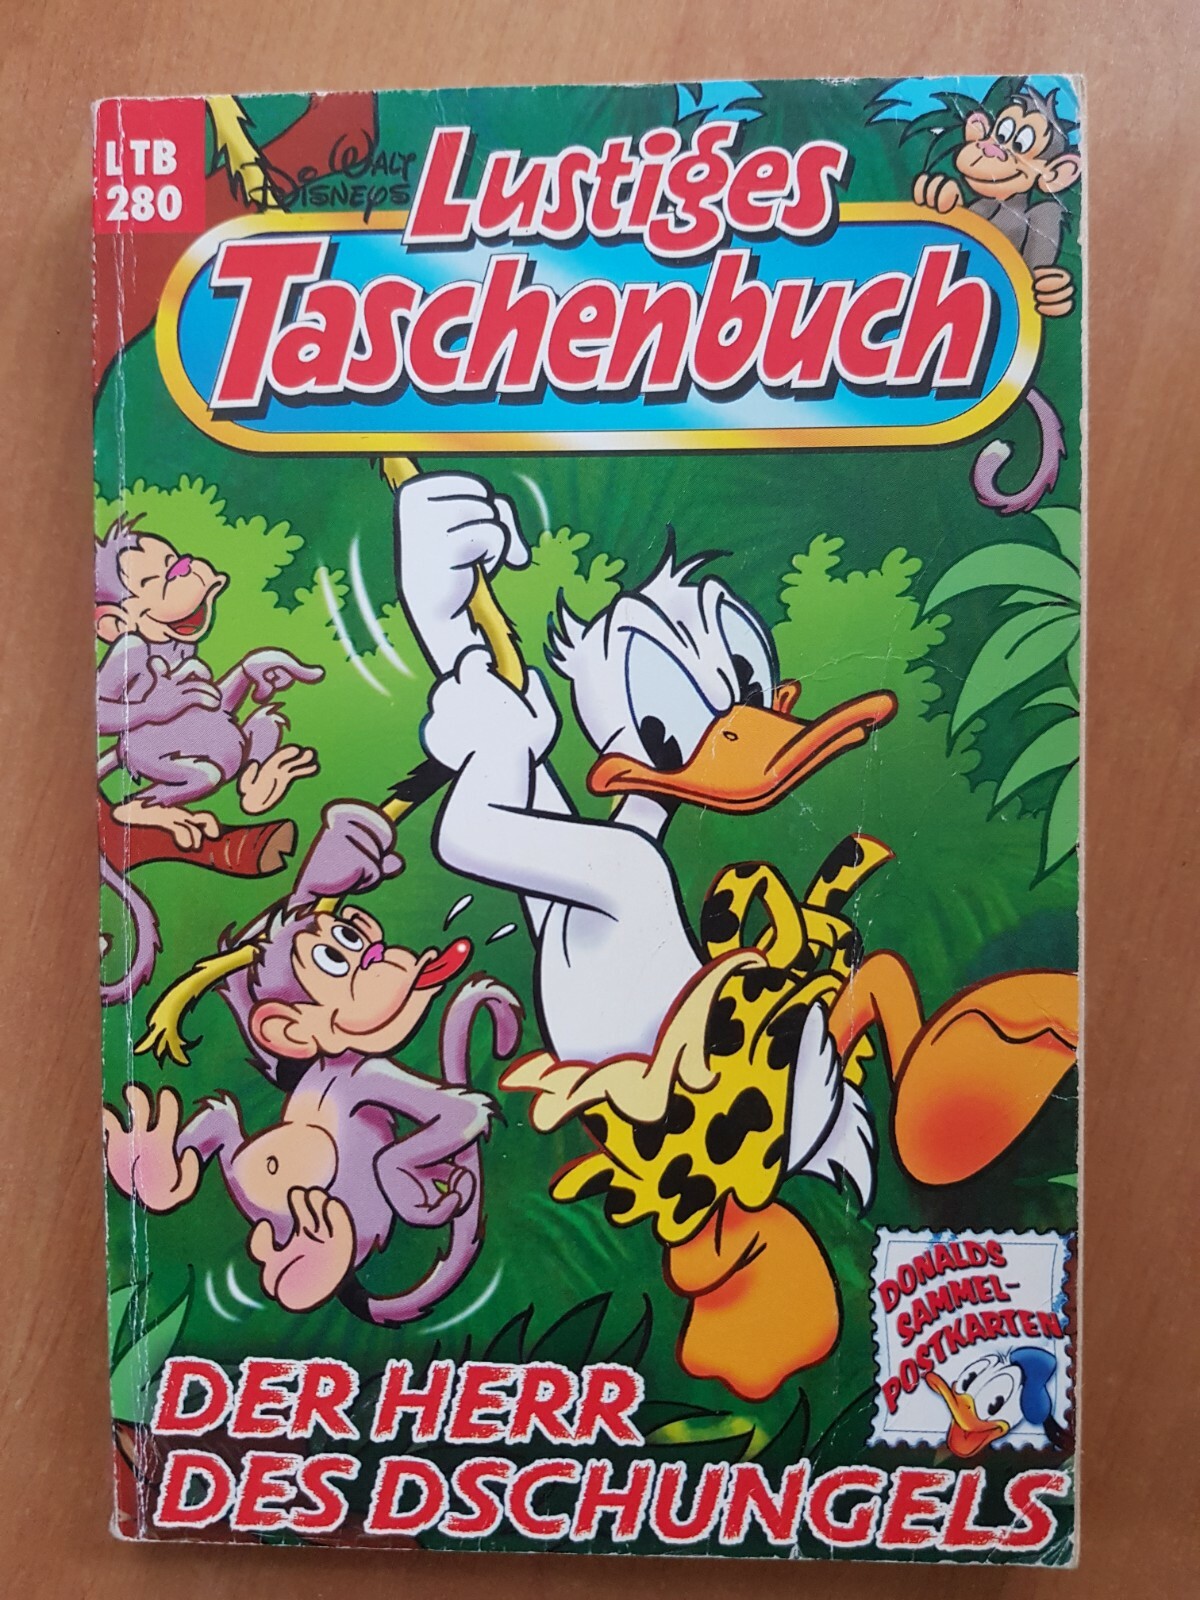 LTB
280
WALT
DISNEYS
Lustiges
Taschenbuch
DONALDS
SAMMEL-
POSTKARTEN
DER HERR
DES DSCHUNGELS